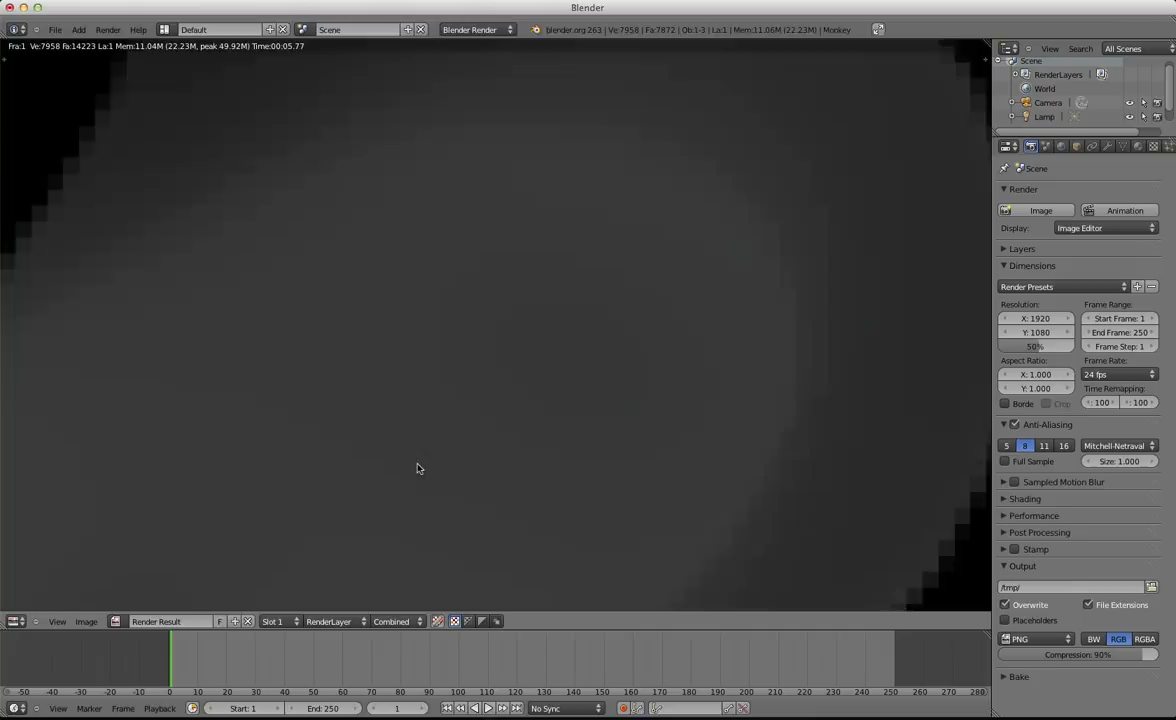 Blender
File Add Render Help Default Scene Blender Render blender.org 263 | Ve:7958 | Fa:7872 | Ob:1-3 | La:1 | Mem:11.06M (22.23M) | Monkey
Fra:1 Ve:7958 Fa:14223 La:1 Mem:11.04M (22.23M, peak 49.92M) Time:00:05.77
View Search All Scenes
Scene
RenderLayers
World
Camera
Lamp
Scene
Render
Image Animation
Display: Image Editor
Layers
Dimensions
Render Presets
Resolution: Frame Range:
X: 1920 Start Frame: 1
Y: 1080 End Frame: 250
50% Frame Step: 1
Aspect Ratio: Frame Rate:
X: 1.000 24 fps
Y: 1.000 Time Remapping:
Borde Crop : 100 : 100
Anti-Aliasing
5 8 11 16 Mitchell-Netraval
Full Sample Size: 1.000
Sampled Motion Blur
Shading
Performance
Post Processing
Stamp
Output
/tmp/
Overwrite File Extensions
Placeholders
PNG BW RGB RGBA
Compression: 90%
Bake
View Image Render Result F Slot 1 RenderLayer Combined
-50 -40 -30 -20 -10 0 10 20 30 40 50 60 70 80 90 100 110 120 130 140 150 160 170 180 190 200 210 220 230 240 250 260 270 280
View Marker Frame Playback Start: 1 End: 250 1 No Sync